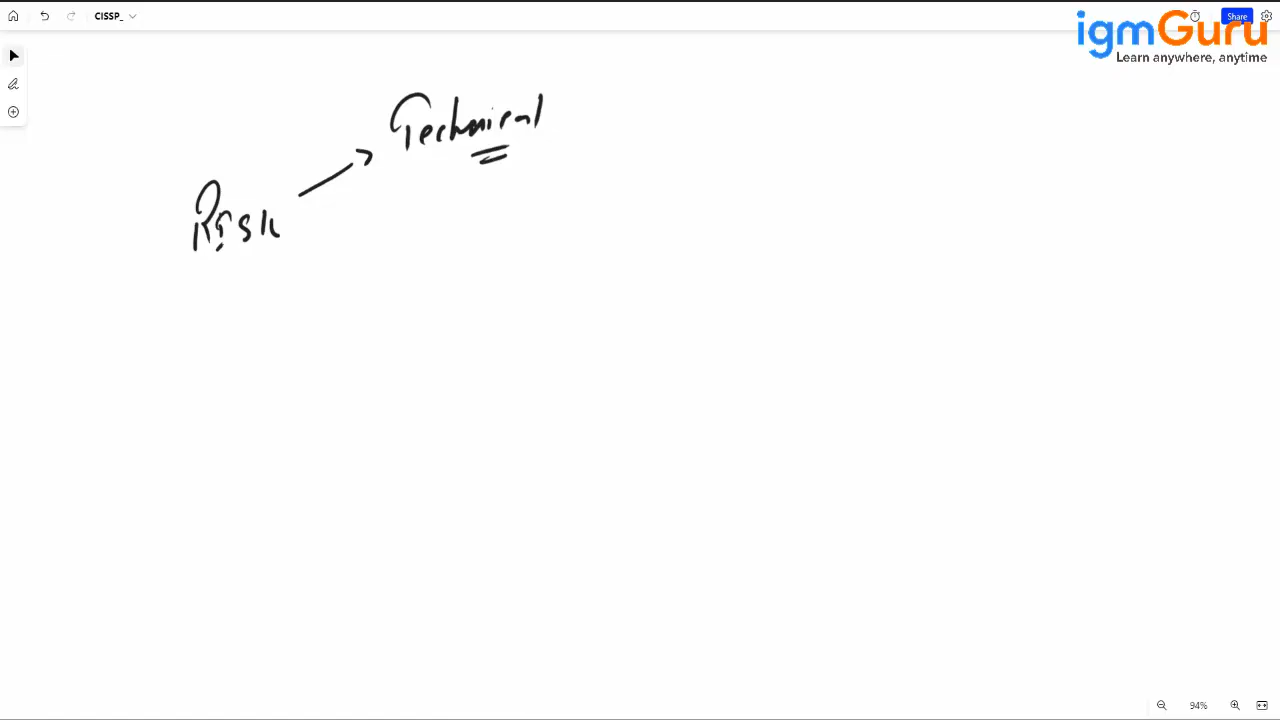 CISSP_
Share
igmGuru
Learn anywhere, anytime
Technical
Risk
94%